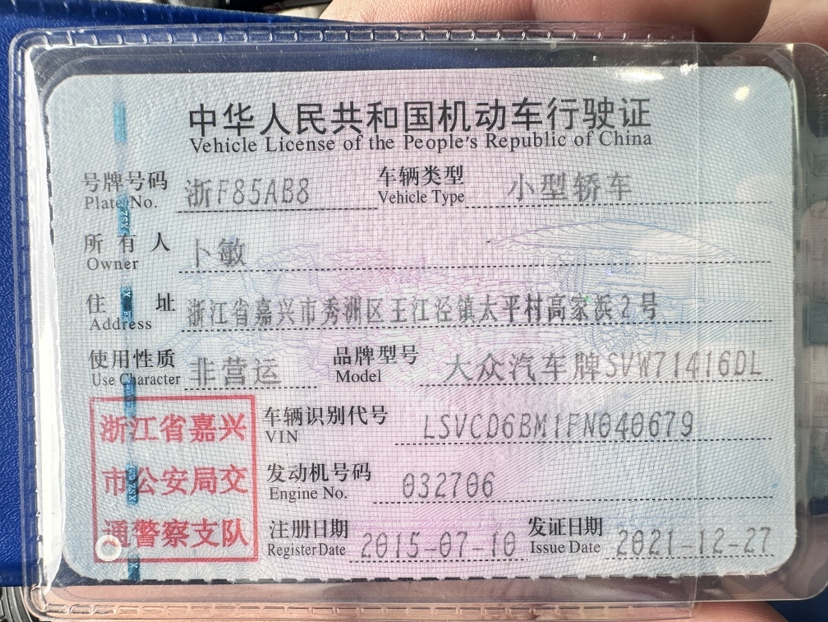 中华人民共和国机动车行驶证
Vehicle License of the People's Republic of China
号牌号码 浙F85AB8 车辆类型 小型轿车
Plate No. Vehicle Type
所有人 卜敏
Owner
住址 浙江省嘉兴市秀洲区王江泾镇太平村高家浜2号
Address
使用性质 非营运 品牌型号 大众汽车牌SVW71416DL
Use Character Model
浙江省嘉兴 车辆识别代号 LSVCD6BM1FN040679
VIN
市公安局交 发动机号码 032706
Engine No.
通警察支队 注册日期 2015-07-10 发证日期 2021-12-27
Register Date Issue Date